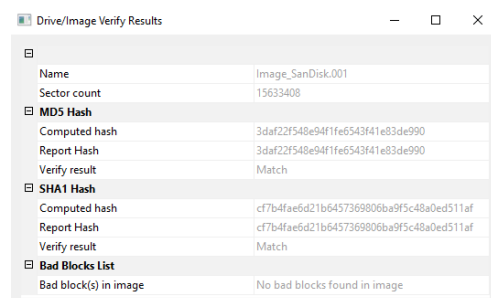 Drive/Image Verify Results
Name Image_SanDisk.001
Sector count 15633408
MD5 Hash
Computed hash 3daf22f548e94f1fe6543f41e83de990
Report Hash 3daf22f548e94f1fe6543f41e83de990
Verify result Match
SHA1 Hash
Computed hash cf7b4fae6d21b6457369806ba9f5c48a0ed511af
Report Hash cf7b4fae6d21b6457369806ba9f5c48a0ed511af
Verify result Match
Bad Blocks List
Bad block(s) in image No bad blocks found in image